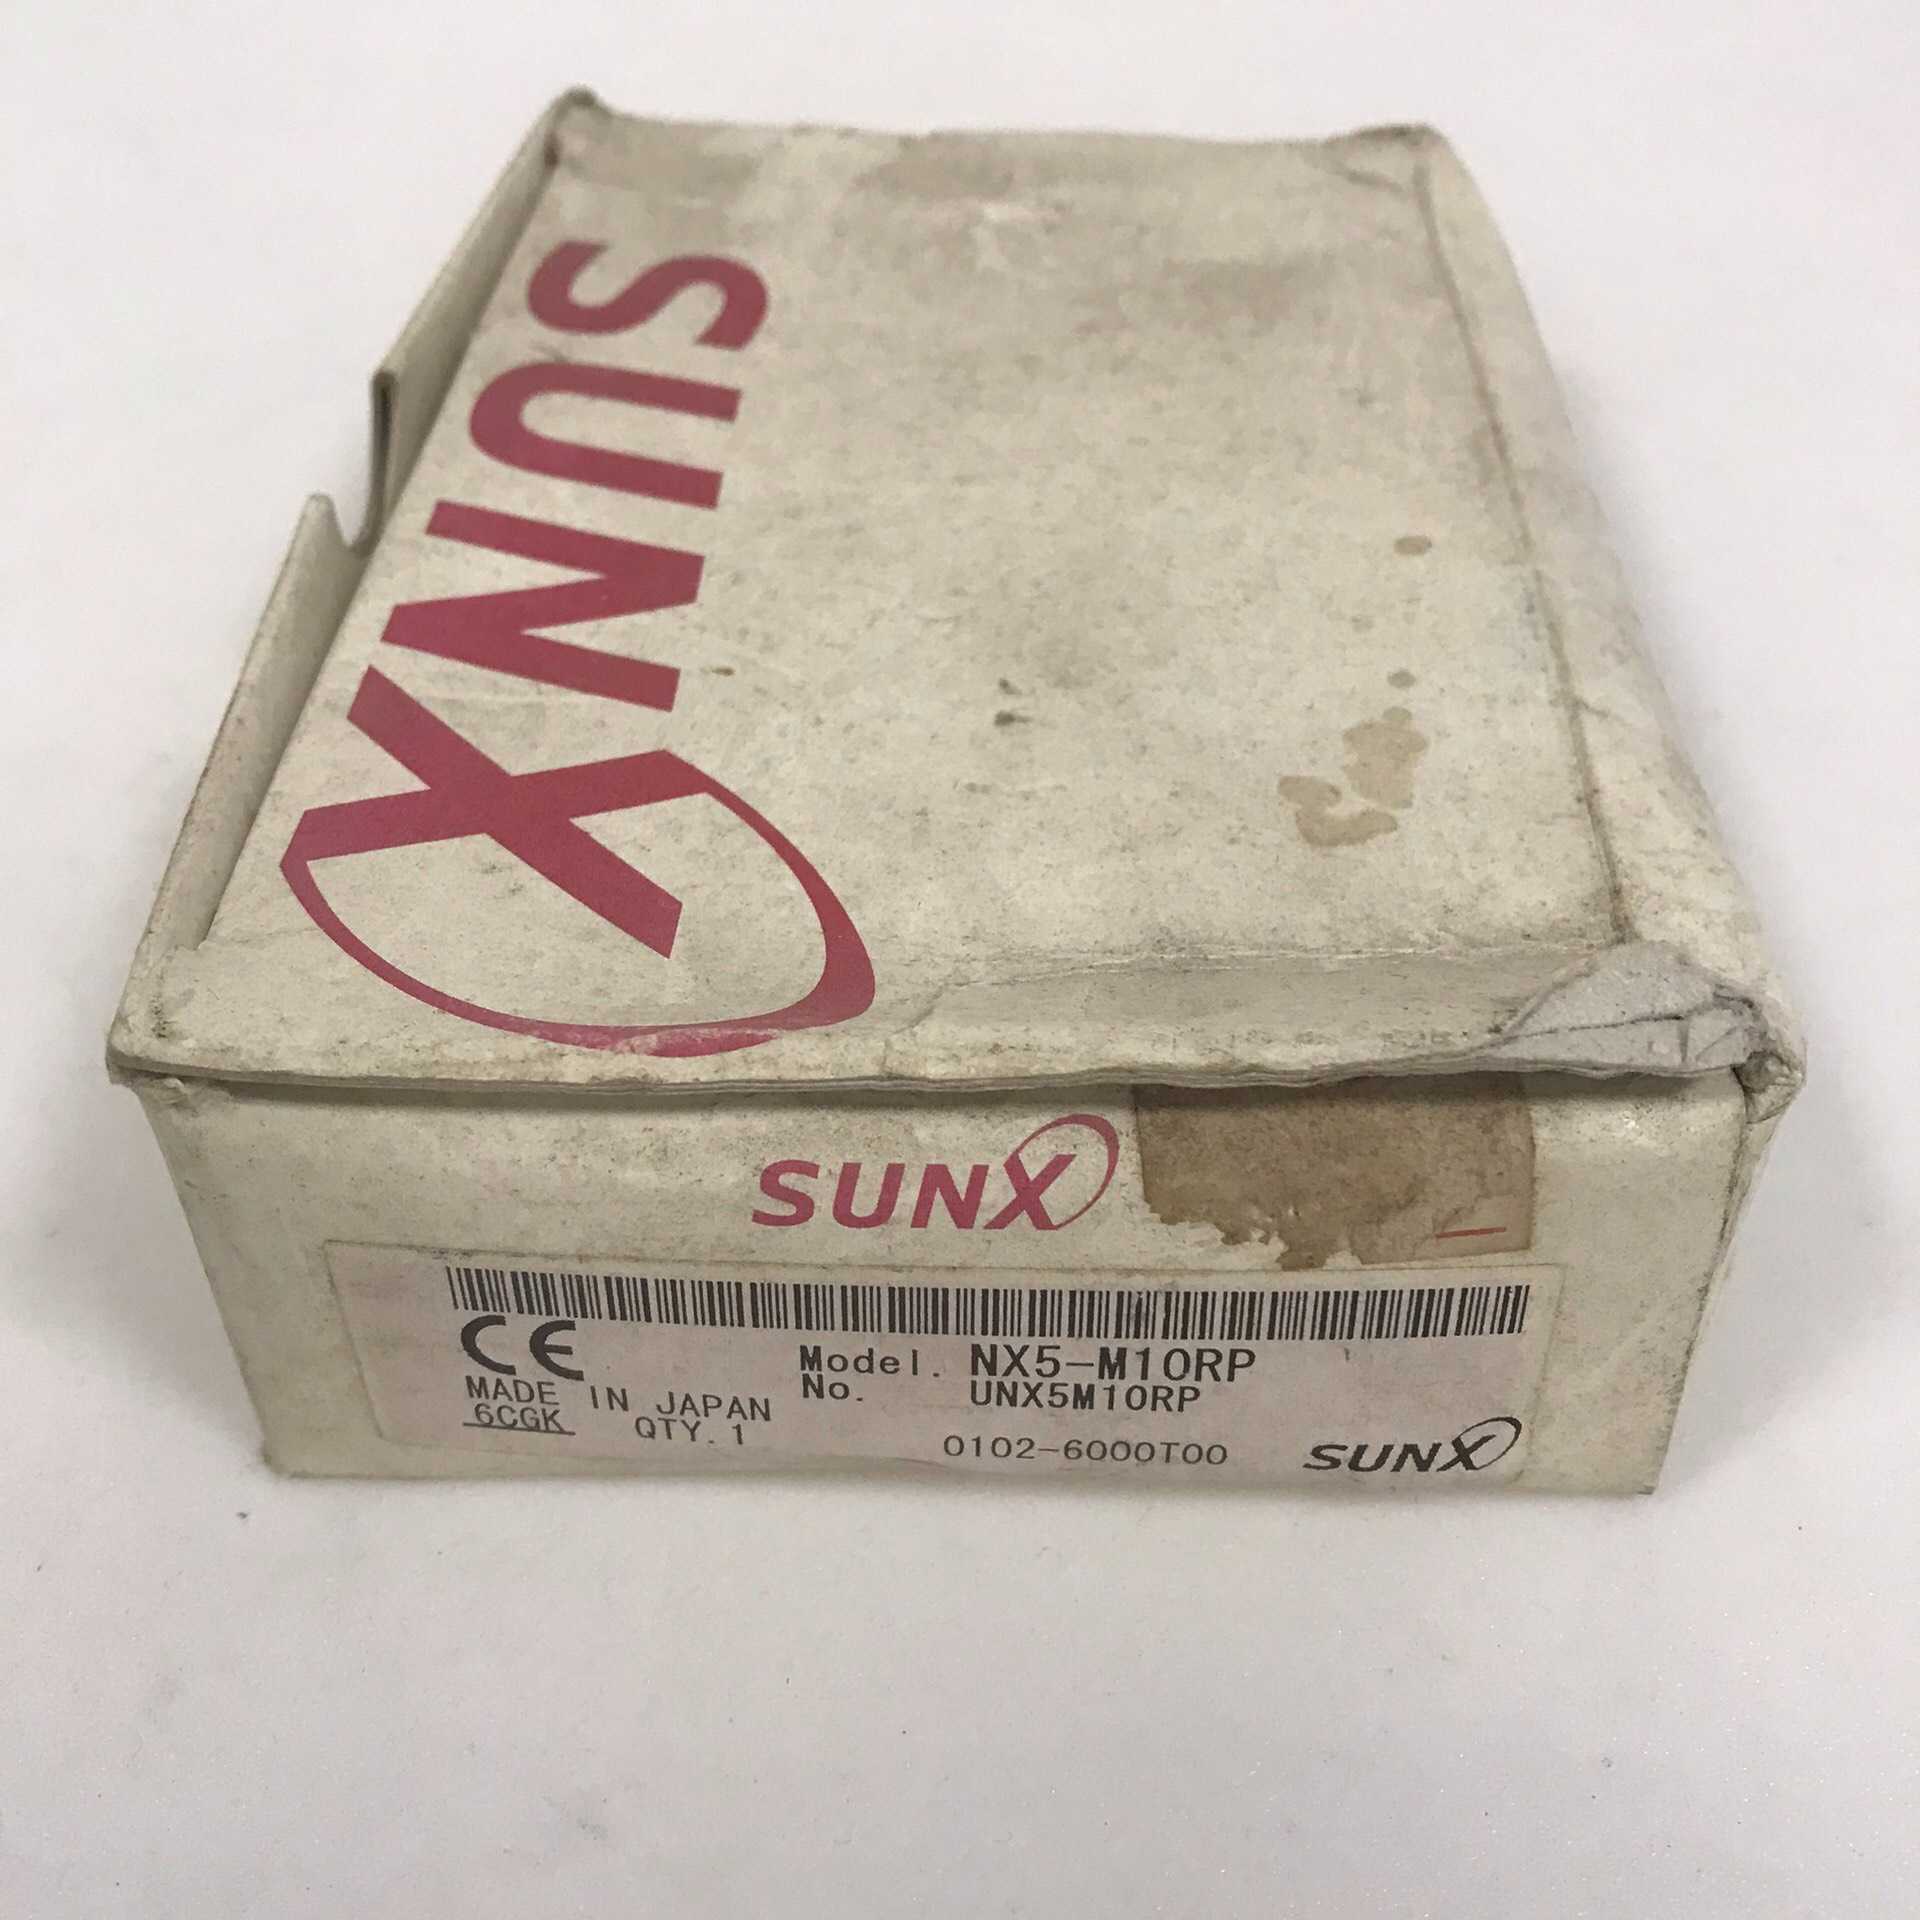 SUNX
SUNX
CE
Model. NX5-M10RP
No. UNX5M10RP
MADE IN JAPAN
6CGK QTY. 1
0102-6000T00
SUNX